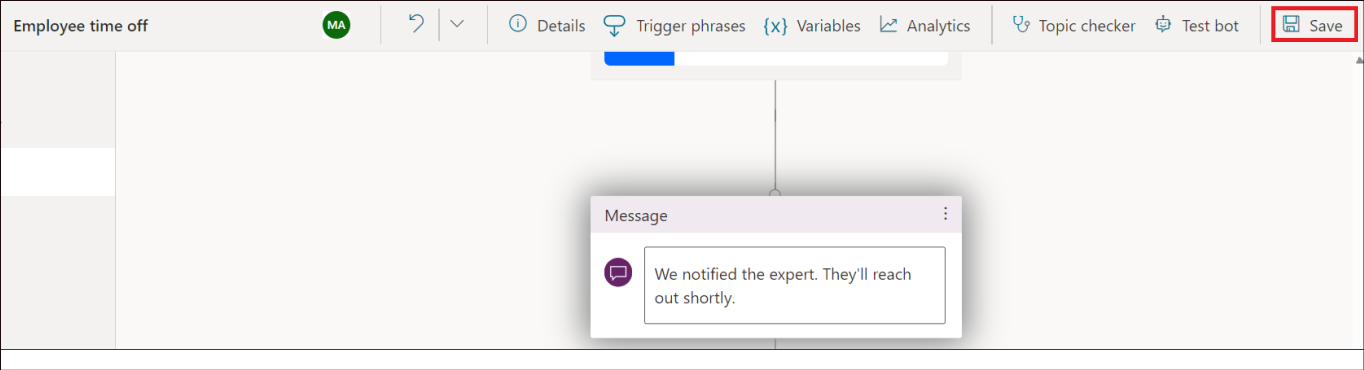 Employee time off MA Details Trigger phrases {x} Variables Analytics Topic checker Test bot Save
Message
We notified the expert. They'll reach
out shortly.